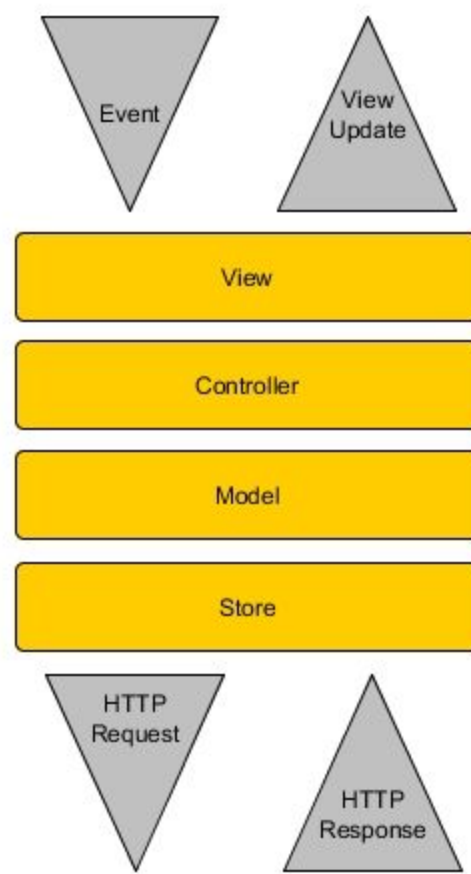 Event
View
Update
View
Controller
Model
Store
HTTP
Request
HTTP
Response